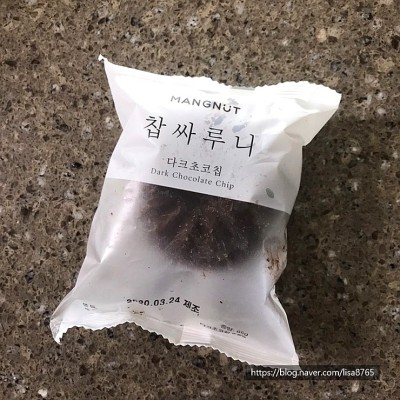 MANGNUT
찹싸루니
다크초코칩
Dark Chocolate Chip
2020.03.24 제조
https://blog.naver.com/lisa8765